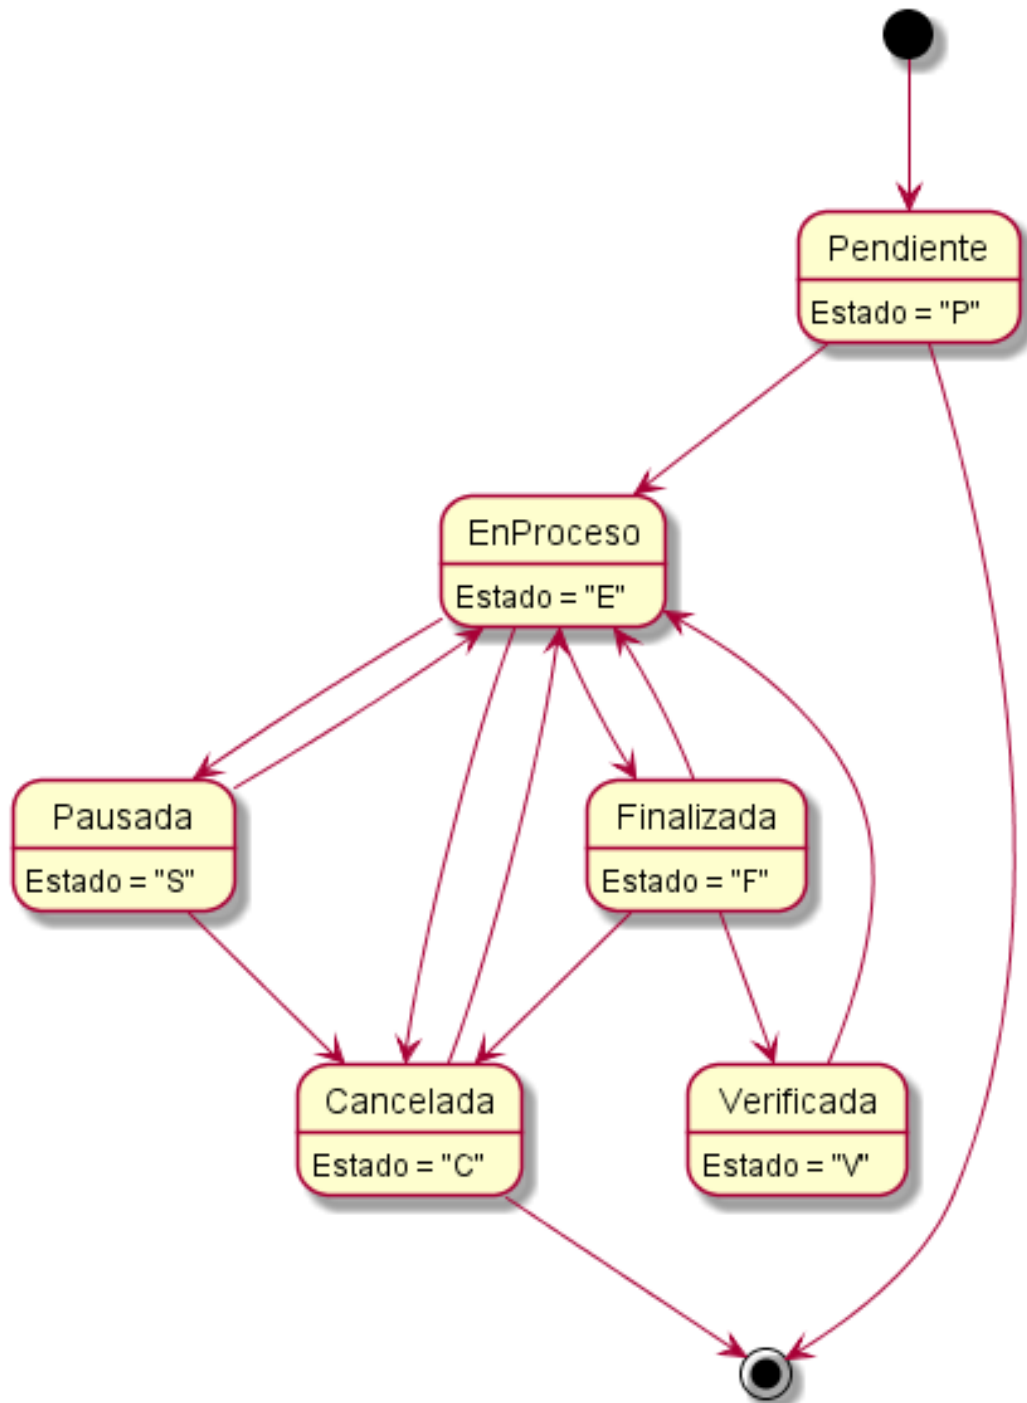 Pendiente
Estado = "P"
EnProceso
Estado = "E"
Pausada
Estado = "S"
Finalizada
Estado = "F"
Cancelada
Estado = "C"
Verificada
Estado = "V"